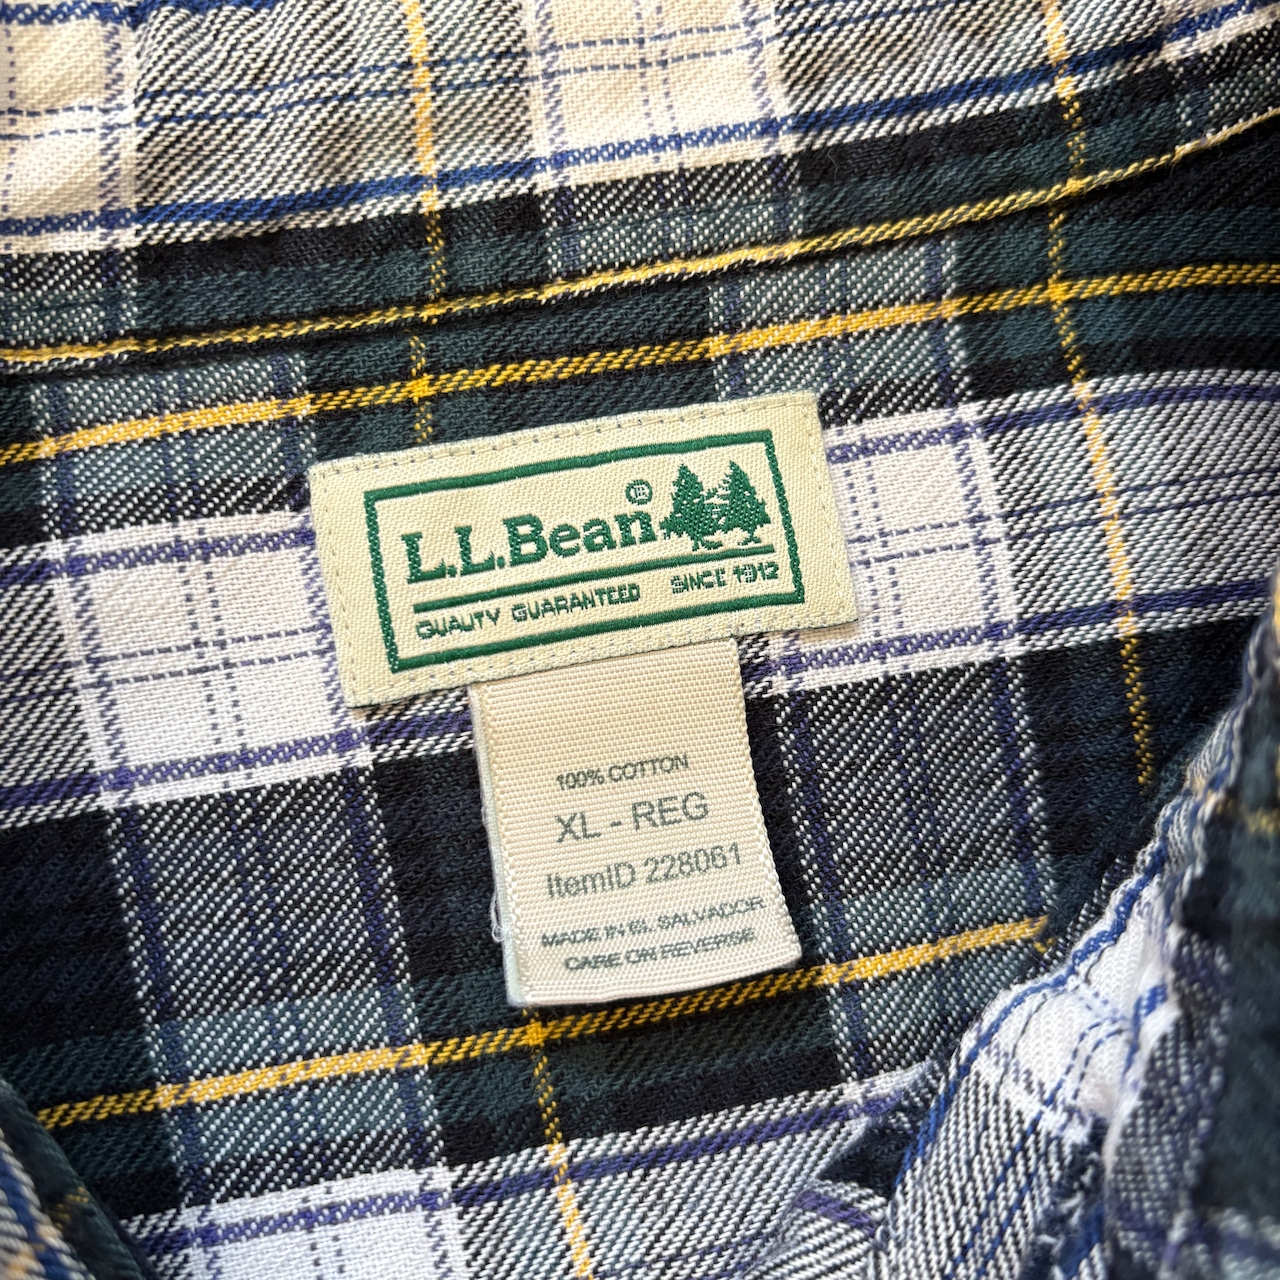 L.L.Bean®
QUALITY GUARANTEED SINCE 1912
100% COTTON
XL - REG
ItemID 228061
MADE IN EL SALVADOR
CARE ON REVERSE